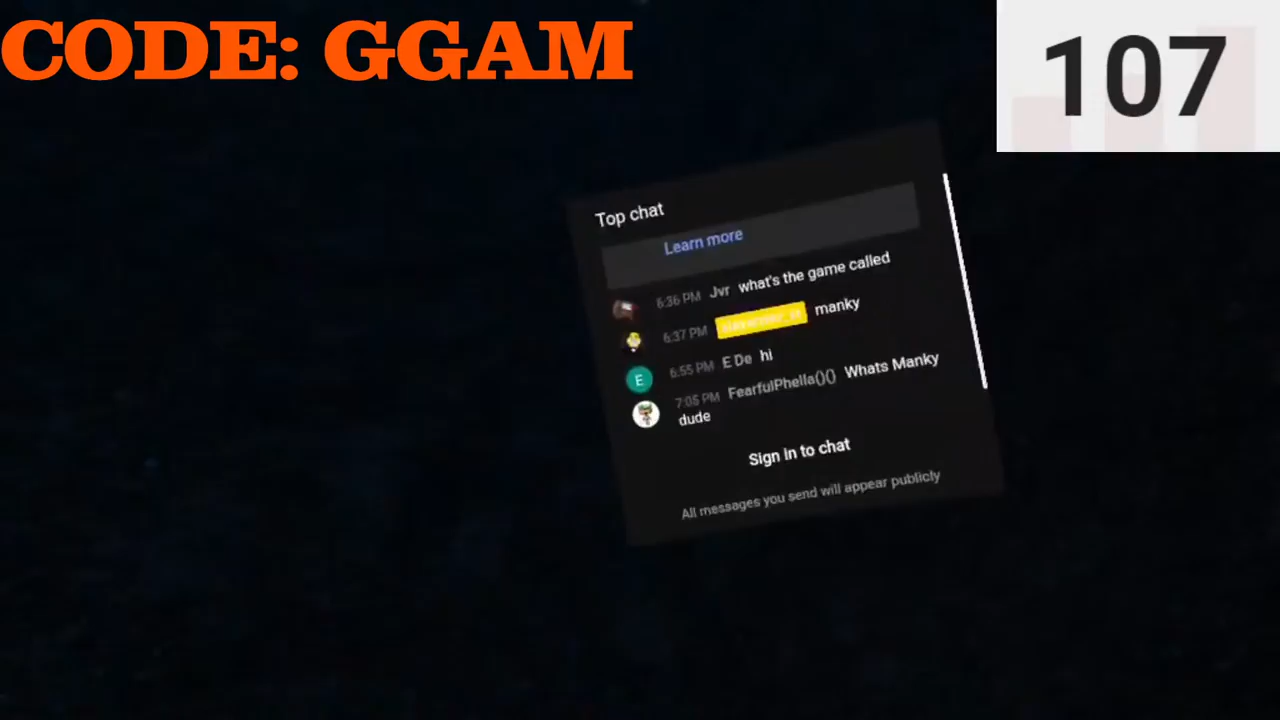 CODE: GGAM
107
Top chat
Learn more
6:36 PM Jvr what's the game called
6:37 PM manky
6:55 PM E De hi
E
7:05 PM FearfulPhella()() Whats Manky
dude
Sign in to chat
All messages you send will appear publicly